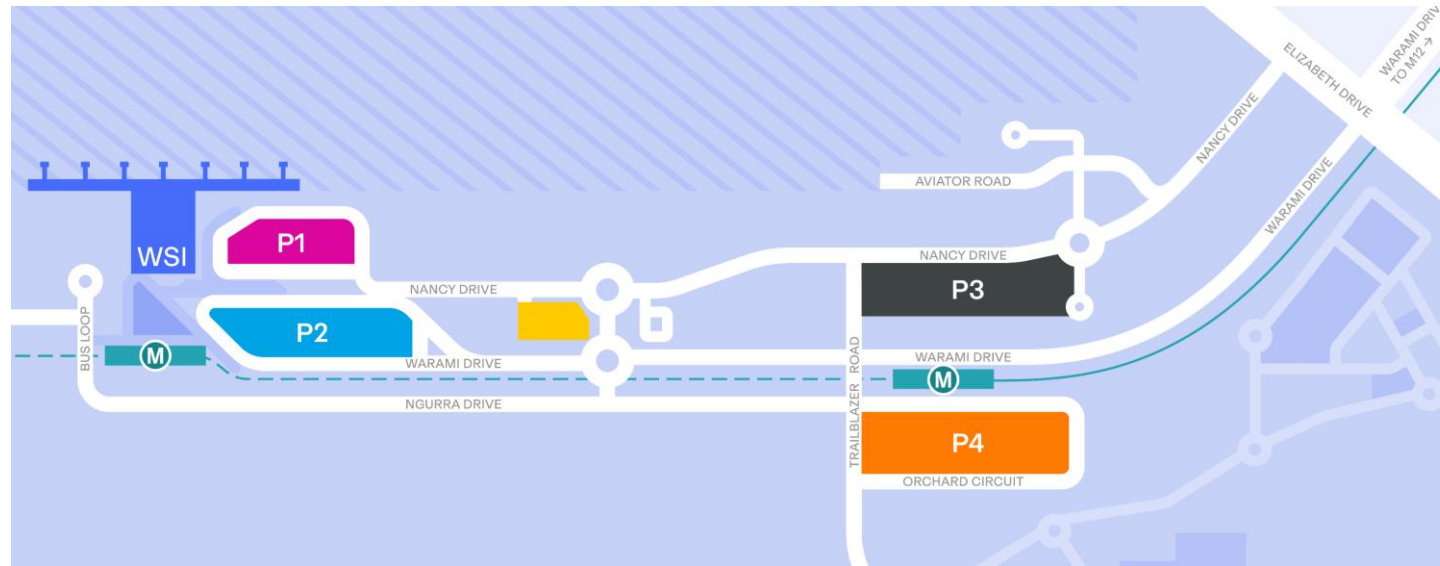 ELIZABETH DRIVE
WARAMI DRIVE
TO M12 →
NANCY DRIVE
AVIATOR ROAD
WARAMI DRIVE
P1
WSI
NANCY DRIVE
P3
NANCY DRIVE
P2
BUS LOOP
M
WARAMI DRIVE
WARAMI DRIVE
M
TRAILBLAZER ROAD
NGURRA DRIVE
P4
ORCHARD CIRCUIT